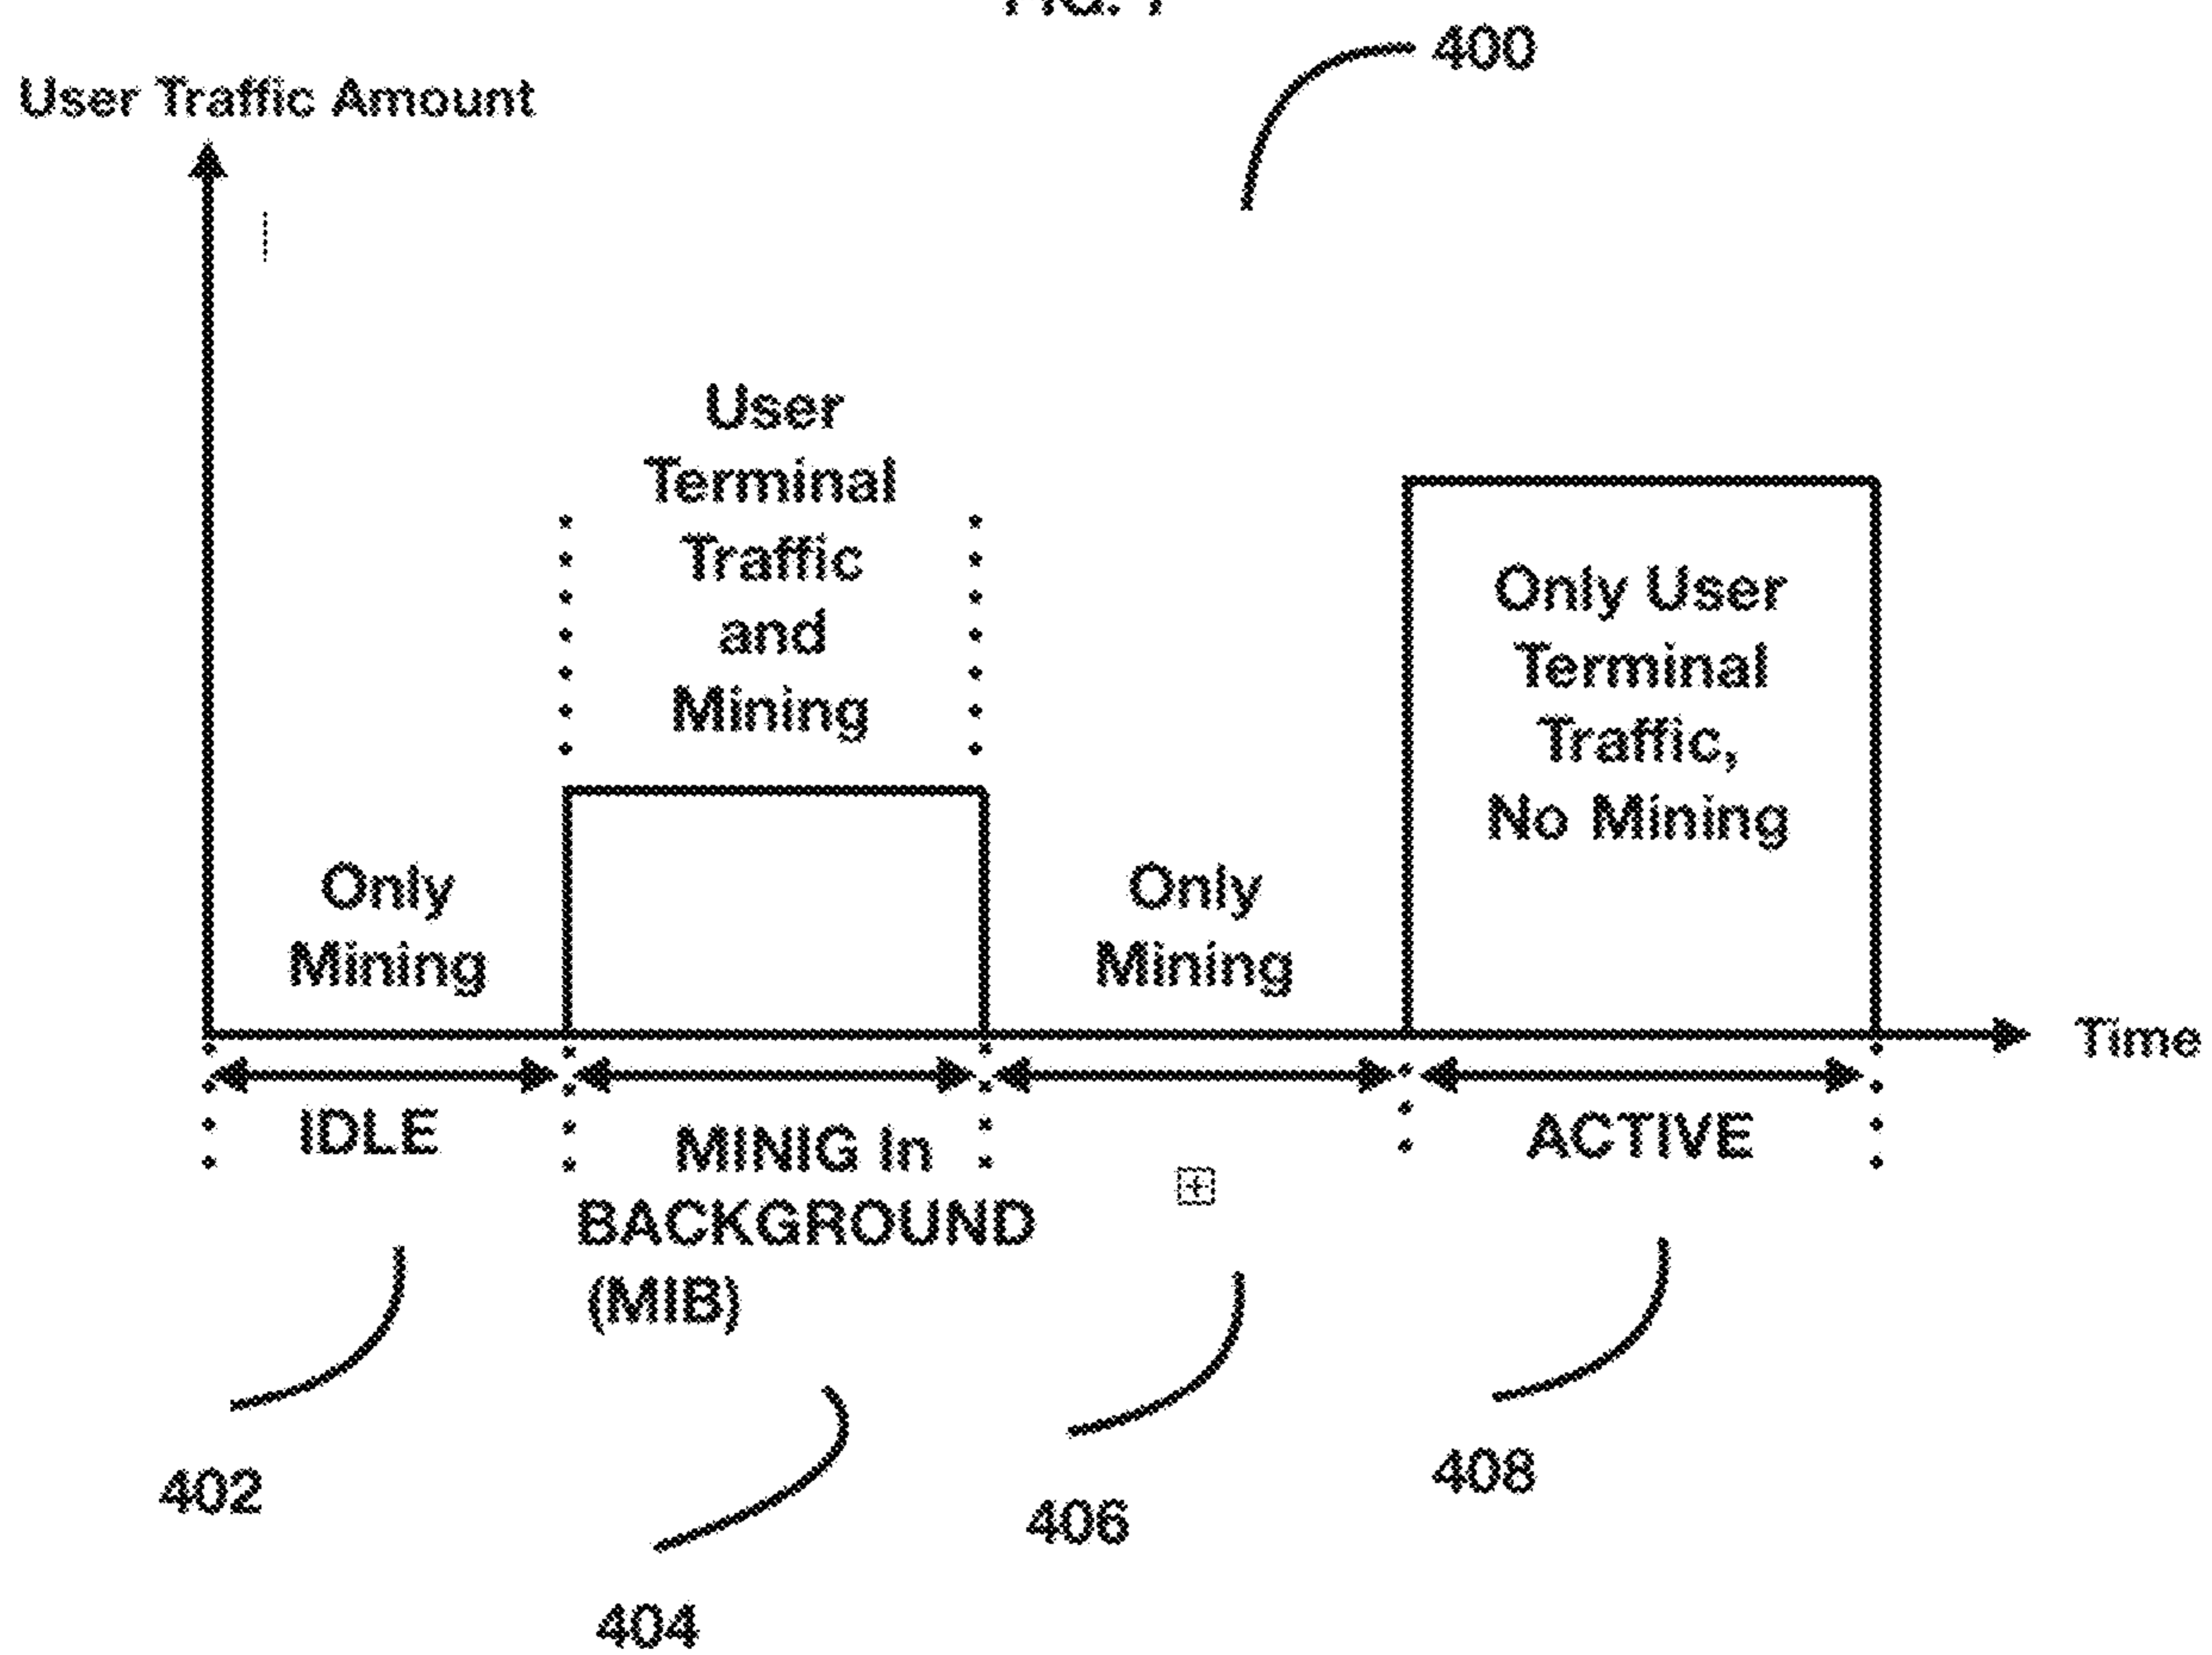 400
User Traffic Amount
User
Terminal
Traffic
and
Mining
Only User
Terminal
Traffic,
No Mining
Only
Mining
Only
Mining
Time
IDLE
MINIG In
BACKGROUND
(MIB)
ACTIVE
402
404
406
408